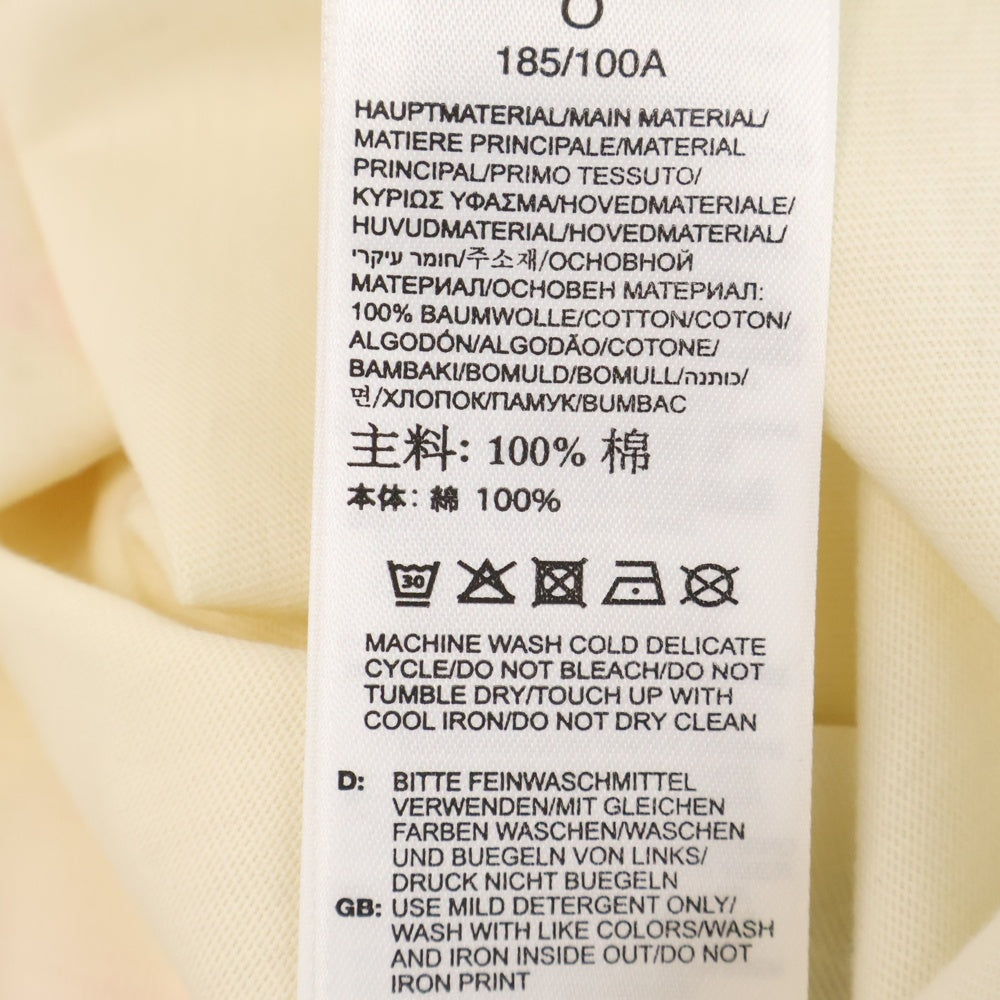 O
185/100A
HAUPTMATERIAL/MAIN MATERIAL/
MATIERE PRINCIPALE/MATERIAL
PRINCIPAL/PRIMO TESSUTO/
ΚΥΡΙΩΣ ΥΦΑΣΜΑ/HOVEDMATERIALE/
HUVUDMATERIAL/HOVEDMATERIAL/
חומר עיקרי/주소재/ОСНОВНОЙ
МАТЕРИАЛ/ОСНОВЕН МАТЕРИАЛ:
100% BAUMWOLLE/COTTON/COTON/
ALGODÓN/ALGODÃO/COTONE/
BAMBAKI/BOMULD/BOMULL/כותנה/
면/ХЛОПОК/ПАМУК/BUMBAC
主料: 100% 棉
本体: 綿 100%
30
MACHINE WASH COLD DELICATE
CYCLE/DO NOT BLEACH/DO NOT
TUMBLE DRY/TOUCH UP WITH
COOL IRON/DO NOT DRY CLEAN
D: BITTE FEINWASCHMITTEL
VERWENDEN/MIT GLEICHEN
FARBEN WASCHEN/WASCHEN
UND BUEGELN VON LINKS/
DRUCK NICHT BUEGELN
GB: USE MILD DETERGENT ONLY/
WASH WITH LIKE COLORS/WASH
AND IRON INSIDE OUT/DO NOT
IRON PRINT